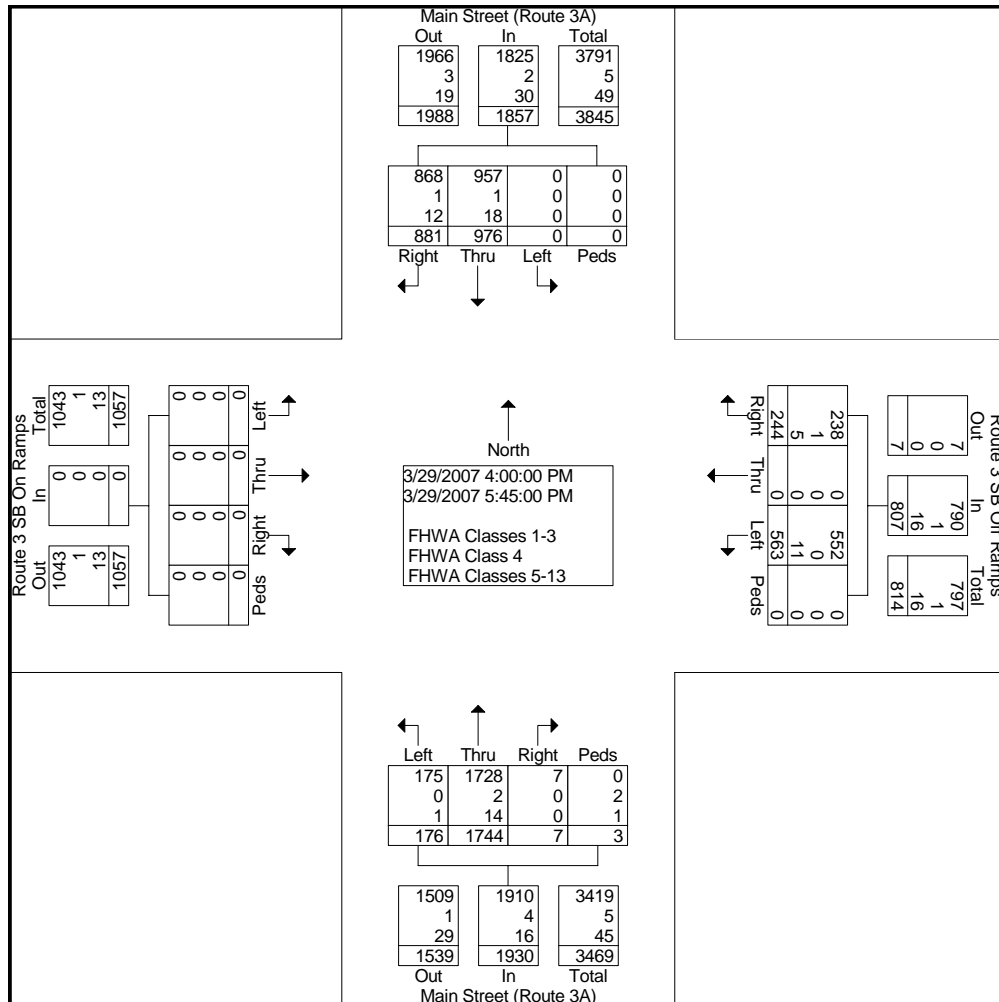 Main Street (Route 3A)
Out In Total
1966 1825 3791
3 2 5
19 30 49
1988 1857 3845
868 957 0 0
1 1 0 0
12 18 0 0
881 976 0 0
Right Thru Left Peds
Route 3 SB On Ramps
Out In Total
1043 0 1043
1 0 1
13 0 13
1057 0 1057
Left Thru Right Peds
0 0 0 0
0 0 0 0
0 0 0 0
0 0 0 0
North
3/29/2007 4:00:00 PM
3/29/2007 5:45:00 PM
FHWA Classes 1-3
FHWA Class 4
FHWA Classes 5-13
Right Thru Left Peds
238 0 552 0
1 0 0 0
5 0 11 0
244 0 563 0
Route 3 SB Off Ramps
Out In Total
7 790 797
0 1 1
0 16 16
7 807 814
Left Thru Right Peds
175 1728 7 0
0 2 0 2
1 14 0 1
176 1744 7 3
1509 1910 3419
1 4 5
29 16 45
1539 1930 3469
Out In Total
Main Street (Route 3A)